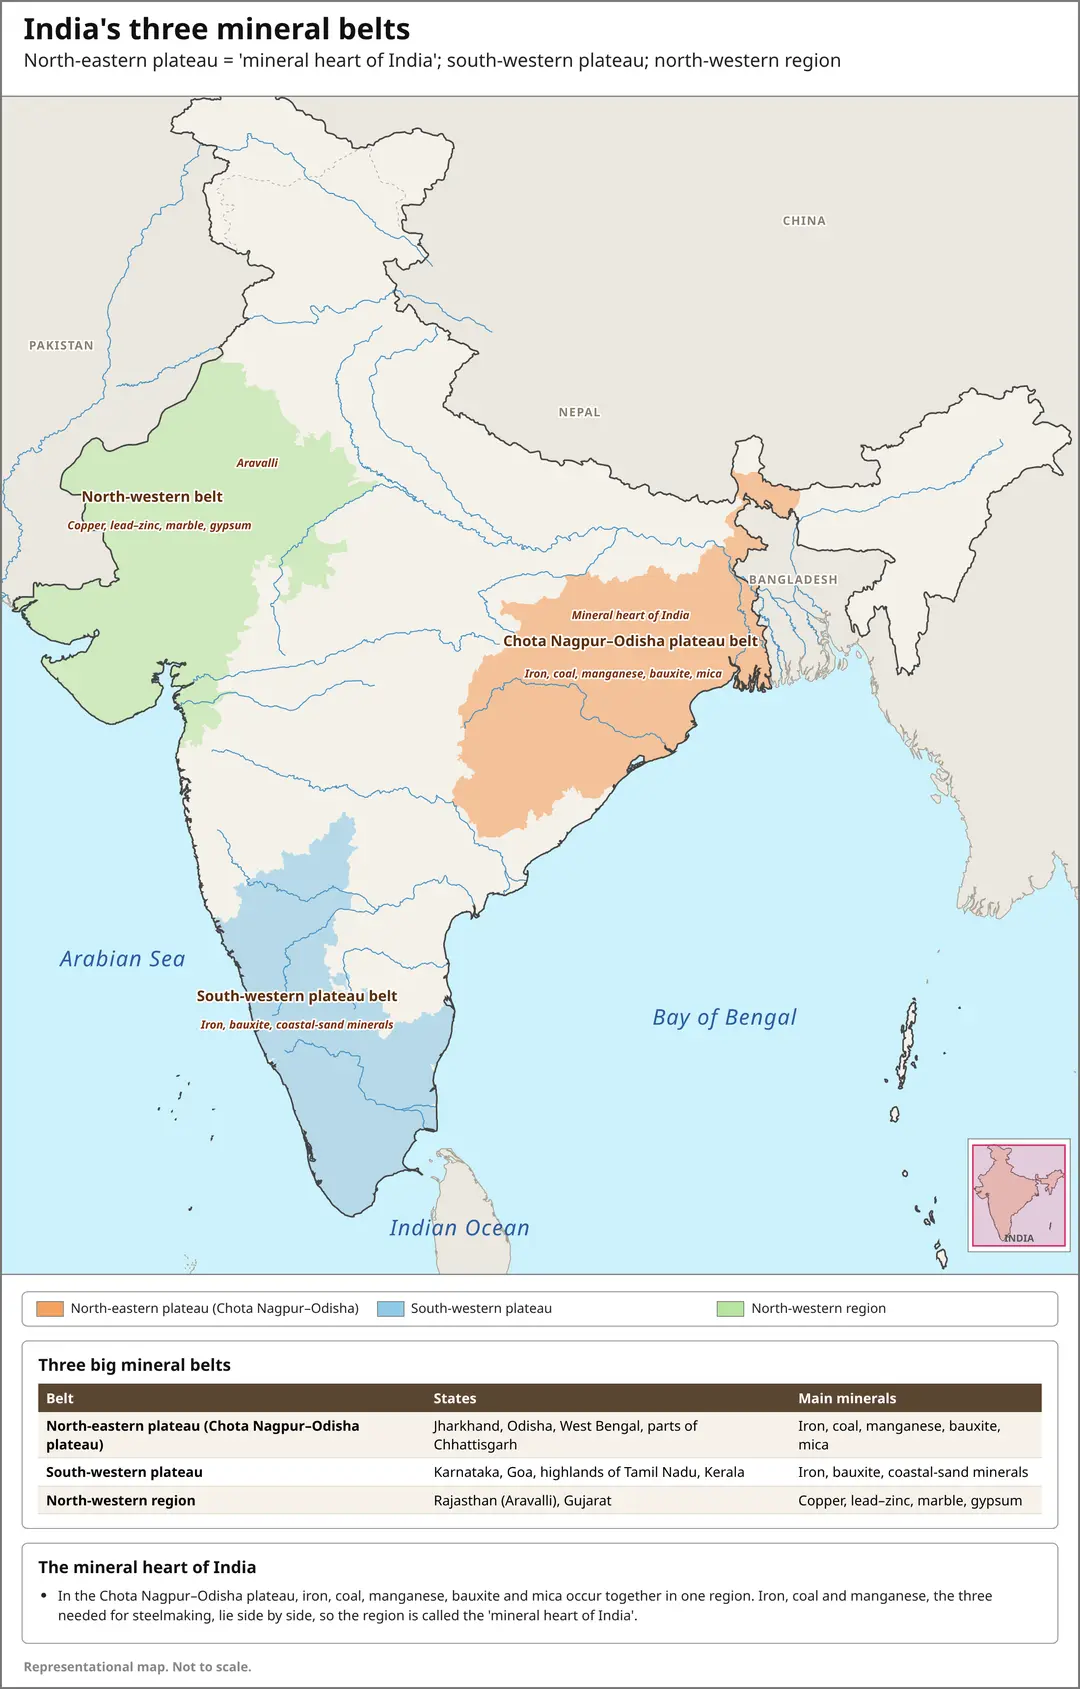 India's three mineral belts
North-eastern plateau = 'mineral heart of India'; south-western plateau; north-western region
CHINA
PAKISTAN
NEPAL
Aravalli
North-western belt
Copper, lead–zinc, marble, gypsum
BANGLADESH
Mineral heart of India
Chota Nagpur–Odisha plateau belt
Iron, coal, manganese, bauxite, mica
Arabian Sea
South-western plateau belt
Iron, bauxite, coastal-sand minerals
Bay of Bengal
Indian Ocean
INDIA
North-eastern plateau (Chota Nagpur–Odisha)
South-western plateau
North-western region
Three big mineral belts
Belt States Main minerals
North-eastern plateau (Chota Nagpur–Odisha Jharkhand, Odisha, West Bengal, parts of Iron, coal, manganese, bauxite,
plateau) Chhattisgarh mica
South-western plateau Karnataka, Goa, highlands of Tamil Nadu, Kerala Iron, bauxite, coastal-sand minerals
North-western region Rajasthan (Aravalli), Gujarat Copper, lead–zinc, marble, gypsum
The mineral heart of India
• In the Chota Nagpur–Odisha plateau, iron, coal, manganese, bauxite and mica occur together in one region. Iron, coal and manganese, the three
needed for steelmaking, lie side by side, so the region is called the 'mineral heart of India'.
Representational map. Not to scale.